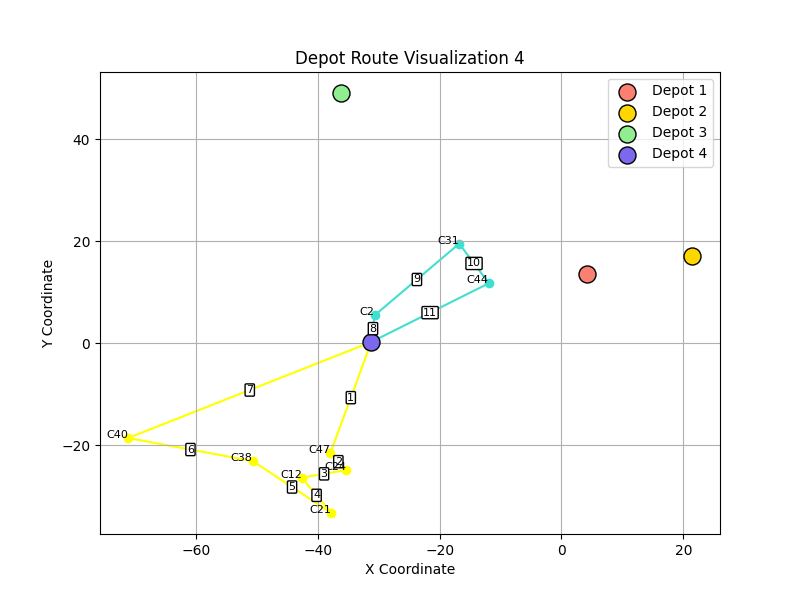 Depot Route Visualization 4
Depot 1
Depot 2
Depot 3
Depot 4
Y Coordinate
40
20
0
−20
C31
10
C44
9
C2
11
8
7
1
C40
6
C38
C47
2
C12
3
5
4
C21
−60
−40
−20
0
20
X Coordinate